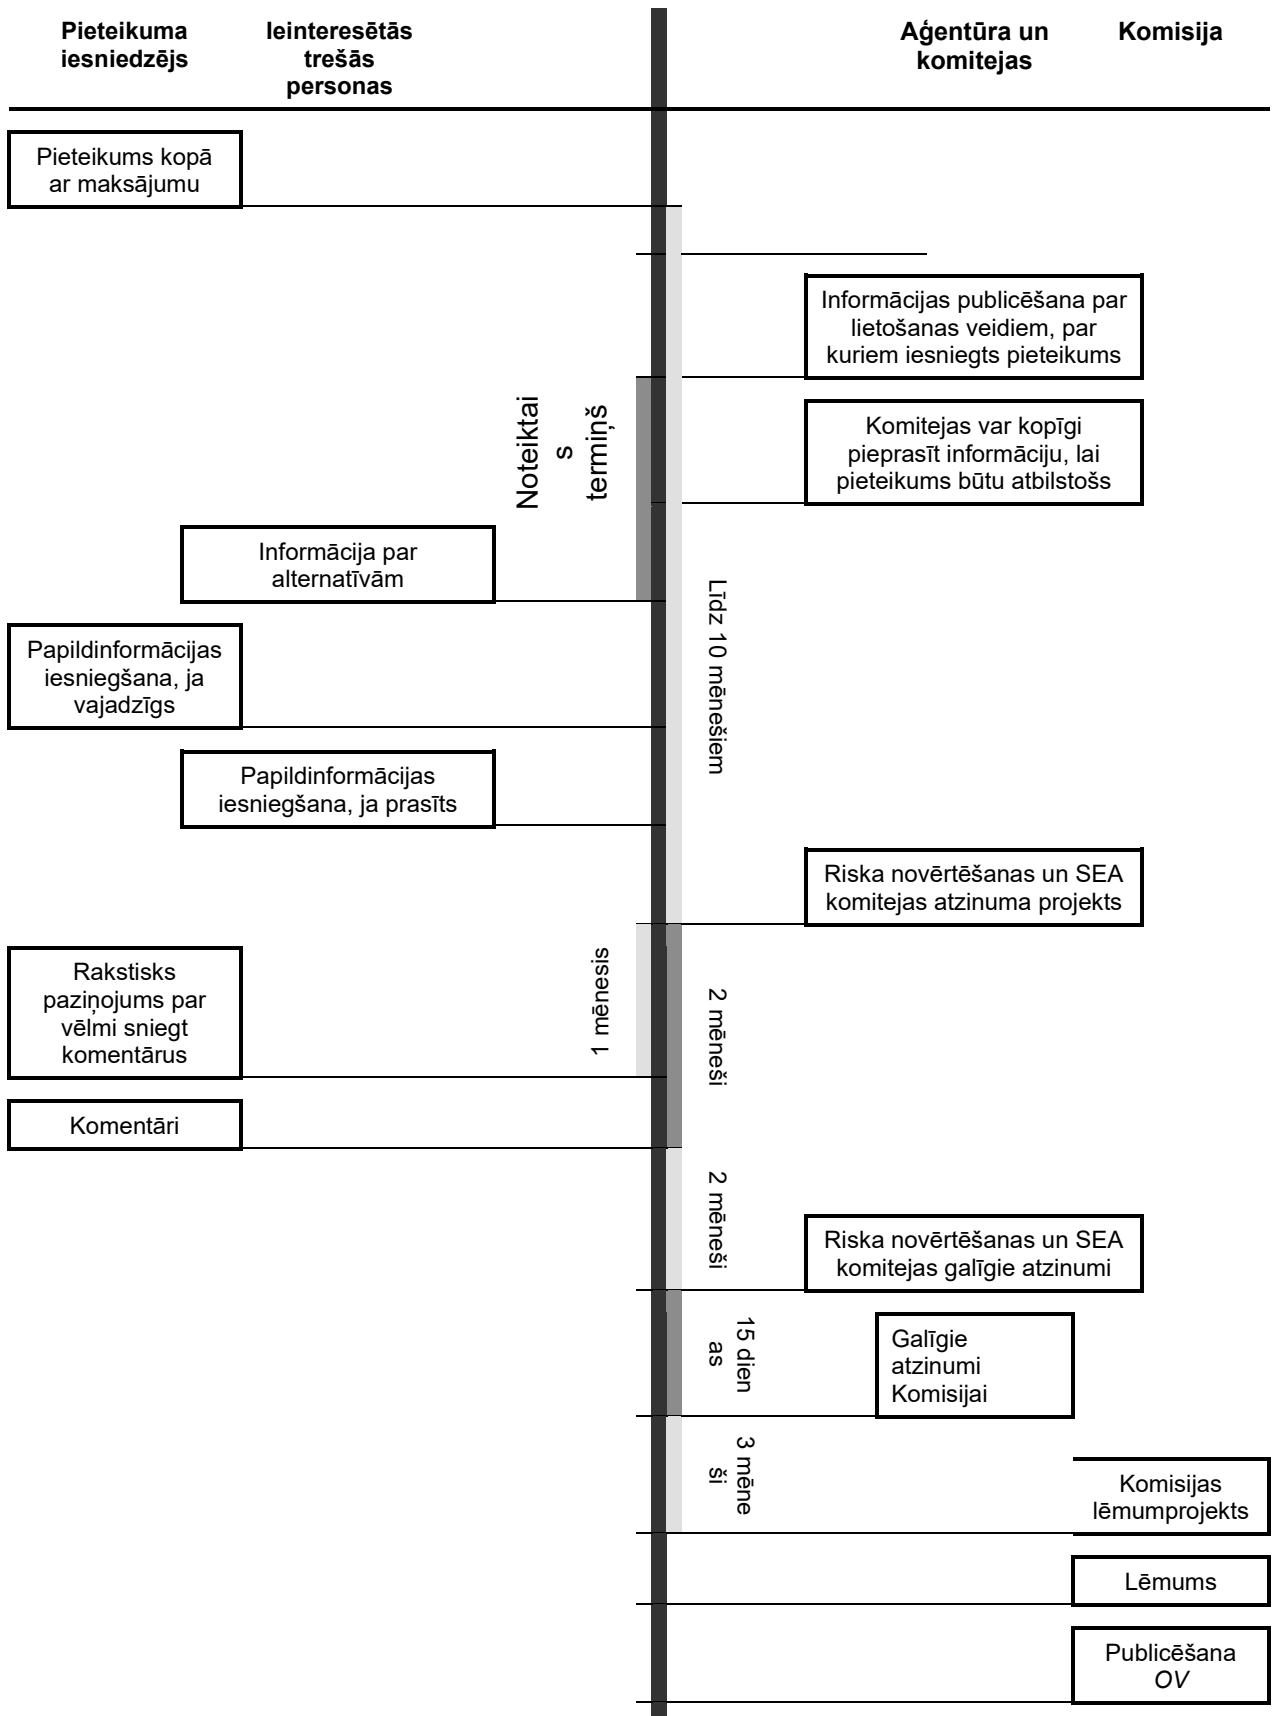 Pieteikuma
iesniedzējs
Ieinteresētās
trešās
personas
Aģentūra un
komitejas
Komisija
Pieteikums kopā
ar maksājumu
Informācijas publicēšana par
lietošanas veidiem, par
kuriem iesniegts pieteikums
Noteiktai
s
termiņš
Komitejas var kopīgi
pieprasīt informāciju, lai
pieteikums būtu atbilstošs
Informācija par
alternatīvām
Līdz 10 mēnešiem
Papildinformācijas
iesniegšana, ja
vajadzīgs
Papildinformācijas
iesniegšana, ja prasīts
Riska novērtēšanas un SEA
komitejas atzinuma projekts
Rakstisks
paziņojums par
vēlmi sniegt
komentārus
1 mēnesis
2 mēneši
Komentāri
2 mēneši
Riska novērtēšanas un SEA
komitejas galīgie atzinumi
15 dien
as
Galīgie
atzinumi
Komisijai
3 mēne
ši
Komisijas
lēmumprojekts
Lēmums
Publicēšana
OV